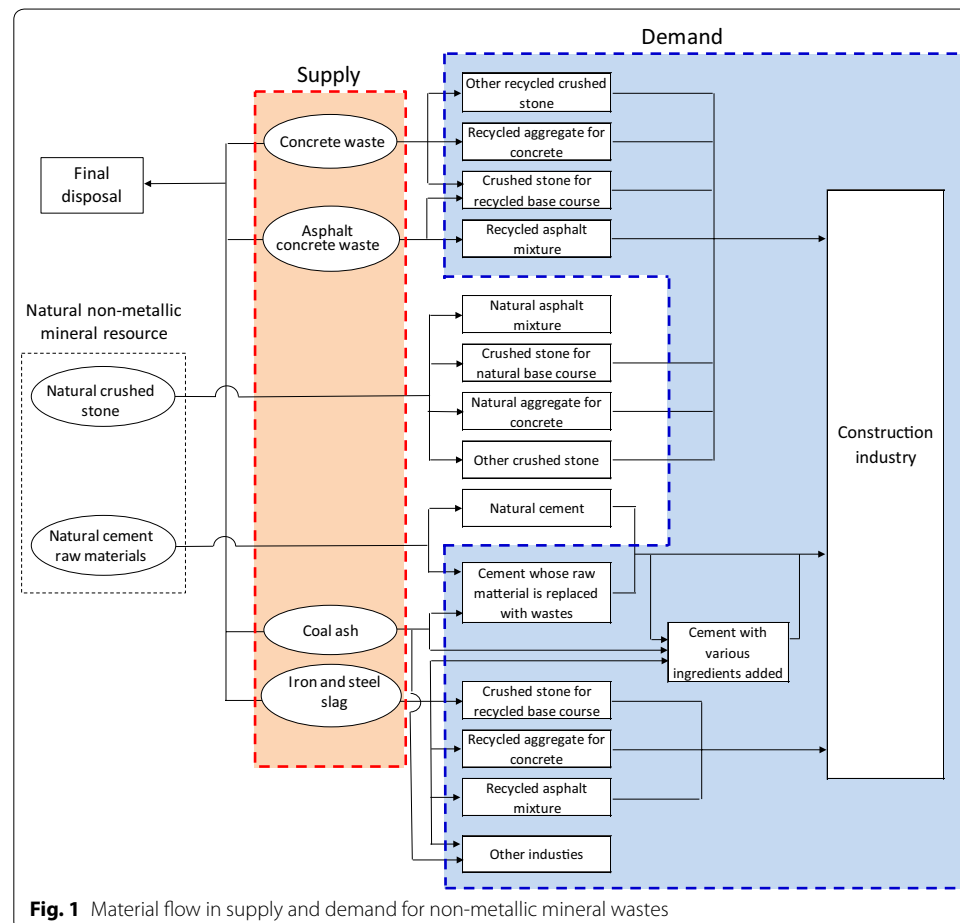 Demand
Supply
Other recycled crushed
stone
Concrete waste
Recycled aggregate for
concrete
Final
disposal
Crushed stone for
recycled base course
Asphalt
concrete waste
Recycled asphalt
mixture
Natural non-metallic
mineral resource
Natural asphalt
mixture
Crushed stone for
natural base course
Natural crushed
stone
Natural aggregate for
concrete
Other crushed stone
Construction
industry
Natural cement
Natural cement
raw materials
Cement whose raw
matterial is replaced
with wastes
Coal ash
Cement with
various
ingredients added
Iron and steel
slag
Crushed stone for
recycled base course
Recycled aggregate for
concrete
Recycled asphalt
mixture
Other industies
Fig. 1 Material flow in supply and demand for non-metallic mineral wastes